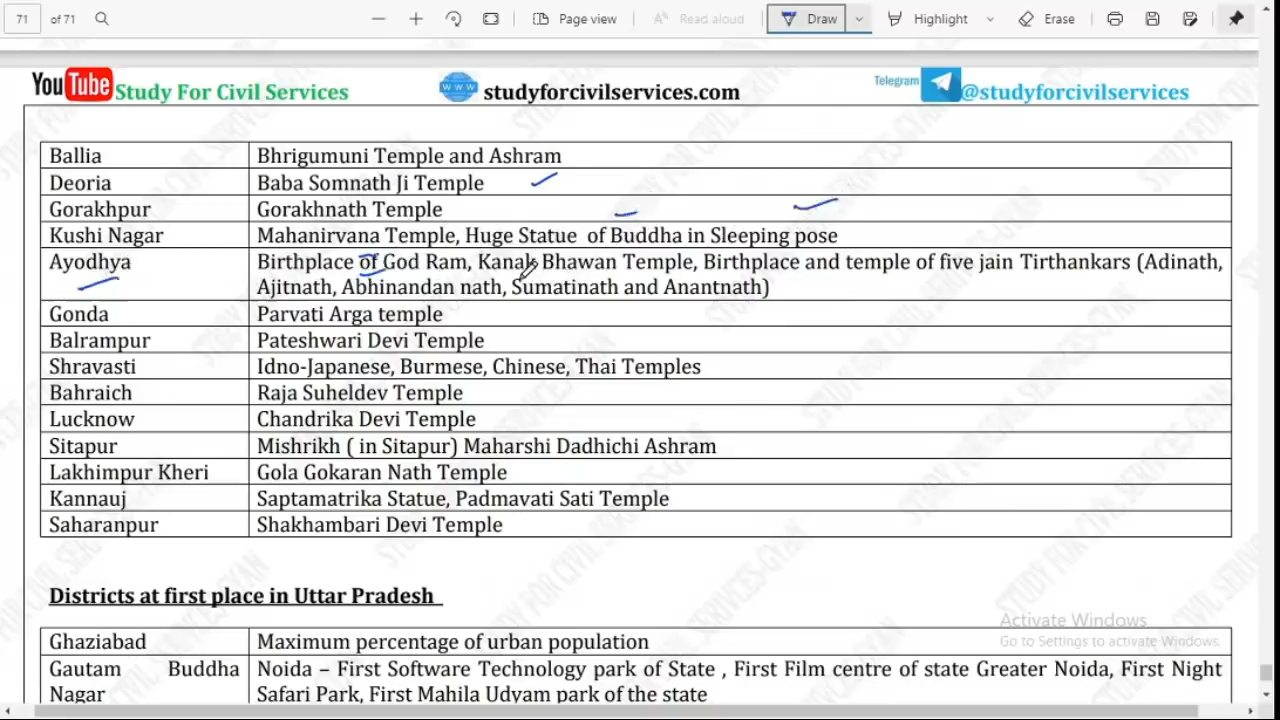 71 of 71 Page view Read aloud Draw Highlight Erase
YouTube Study For Civil Services www studyforcivilservices.com Telegram @studyforcivilservices
Ballia Bhrigumuni Temple and Ashram
Deoria Baba Somnath Ji Temple
Gorakhpur Gorakhnath Temple
Kushi Nagar Mahanirvana Temple, Huge Statue of Buddha in Sleeping pose
Ayodhya Birthplace of God Ram, Kanak Bhawan Temple, Birthplace and temple of five jain Tirthankars (Adinath,
Ajitnath, Abhinandan nath, Sumatinath and Anantnath)
Gonda Parvati Arga temple
Balrampur Pateshwari Devi Temple
Shravasti Idno-Japanese, Burmese, Chinese, Thai Temples
Bahraich Raja Suheldev Temple
Lucknow Chandrika Devi Temple
Sitapur Mishrikh ( in Sitapur) Maharshi Dadhichi Ashram
Lakhimpur Kheri Gola Gokaran Nath Temple
Kannauj Saptamatrika Statue, Padmavati Sati Temple
Saharanpur Shakhambari Devi Temple
Districts at first place in Uttar Pradesh
Activate Windows
Go to Settings to activate Windows.
Ghaziabad Maximum percentage of urban population
Gautam Buddha Noida – First Software Technology park of State , First Film centre of state Greater Noida, First Night
Nagar Safari Park, First Mahila Udyam park of the state